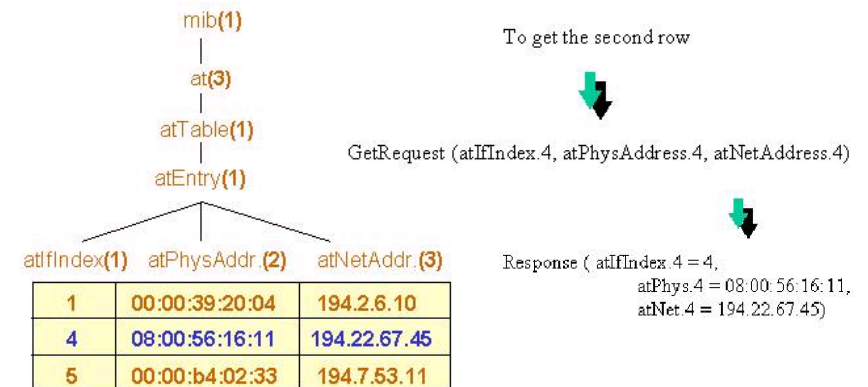 mib(1)
at(3)
atTable(1)
atEntry(1)
atIfIndex(1) atPhysAddr.(2) atNetAddr.(3)
1 00:00:39:20:04 194.2.6.10
4 08:00:56:16:11 194.22.67.45
5 00:00:b4:02:33 194.7.53.11
To get the second row
GetRequest (atIfIndex.4, atPhysAddress.4, atNetAddress.4)
Response ( atIfIndex.4 = 4,
atPhys.4 = 08:00:56:16:11,
atNet.4 = 194.22.67.45)